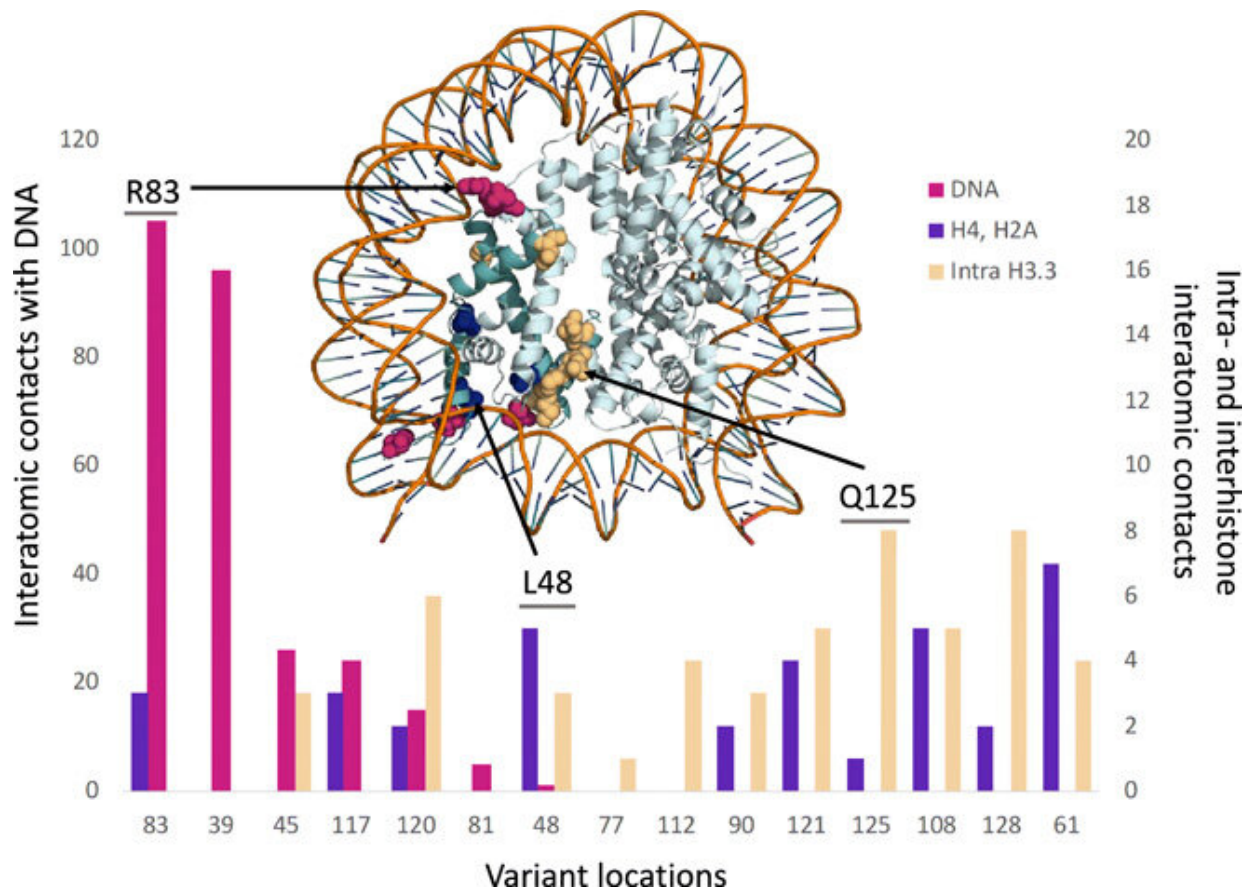 120
100
80
60
40
20
0
Interatomic contacts with DNA
R83
L48
Q125
DNA
H4, H2A
Intra H3.3
20
18
16
14
12
10
8
6
4
2
0
Intra- and interhistone
interatomic contacts
83 39 45 117 120 81 48 77 112 90 121 125 108 128 61
Variant locations